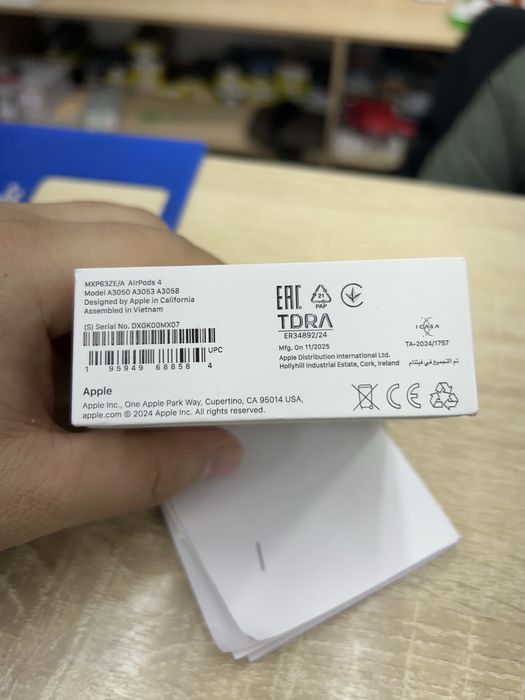 MXP63ZE/A AirPods 4
Model A3050 A3053 A3058
Designed by Apple in California
Assembled in Vietnam
(S) Serial No. DXGK00MX07
UPC
1 95949 68858 4
Apple
Apple Inc., One Apple Park Way, Cupertino, CA 95014 USA,
apple.com © 2024 Apple Inc. All rights reserved.
EAC
21
PAP
TDRA
ER34892/24
Mfg. On 11/2025
Apple Distribution International Ltd.
Hollyhill Industrial Estate, Cork, Ireland
ICASA
TA-2024/1757
تم التجميع في فيتنام
CE